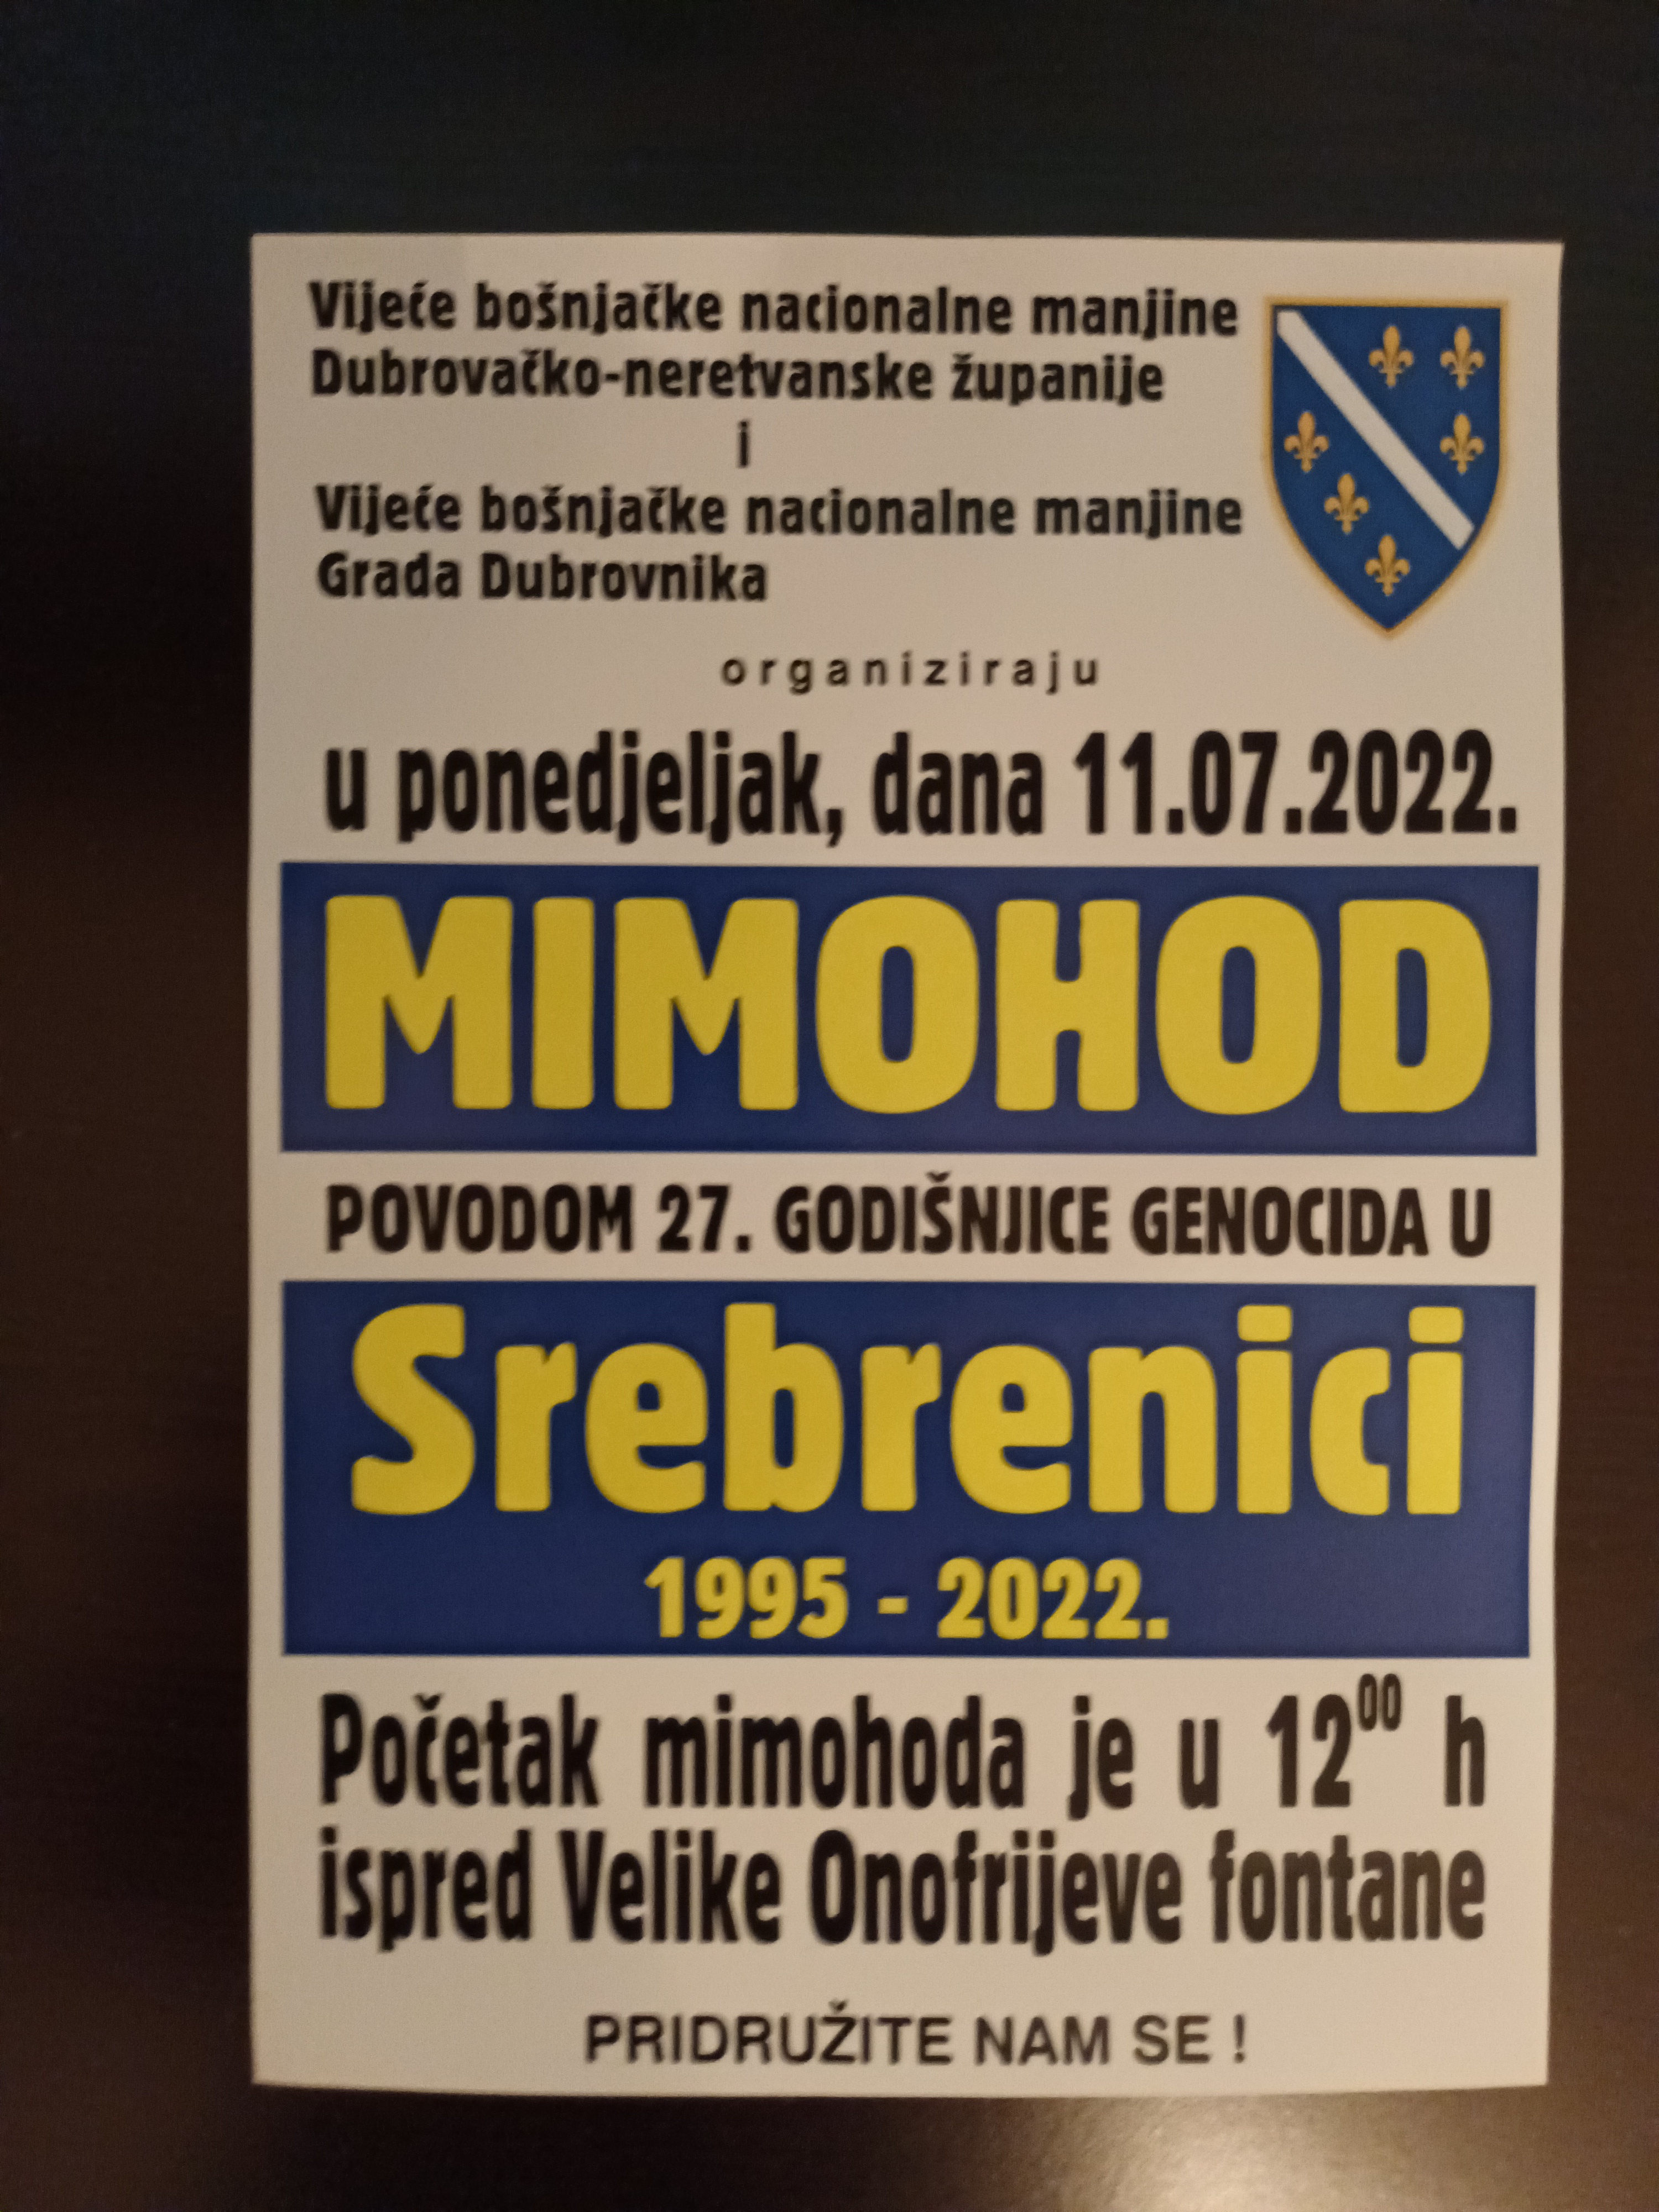 Vijeće bošnjačke nacionalne manjine
Dubrovačko-neretvanske županije
i
Vijeće bošnjačke nacionalne manjine
Grada Dubrovnika
organiziraju
u ponedjeljak, dana 11.07.2022.
MIMOHOD
POVODOM 27. GODIŠNJICE GENOCIDA U
Srebrenici
1995 - 2022.
Početak mimohoda je u 12⁰⁰ h
ispred Velike Onofrijeve fontane
PRIDRUŽITE NAM SE !